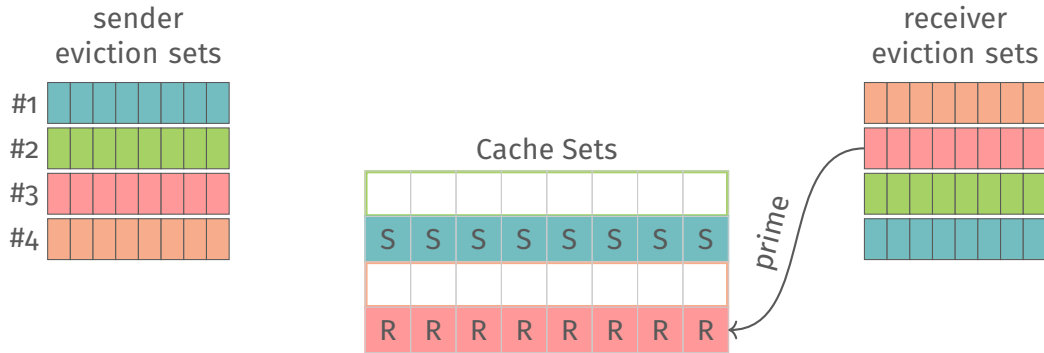 sender
eviction sets
#1
#2
#3
#4
Cache Sets
S S S S S S S S
R R R R R R R R
prime
receiver
eviction sets